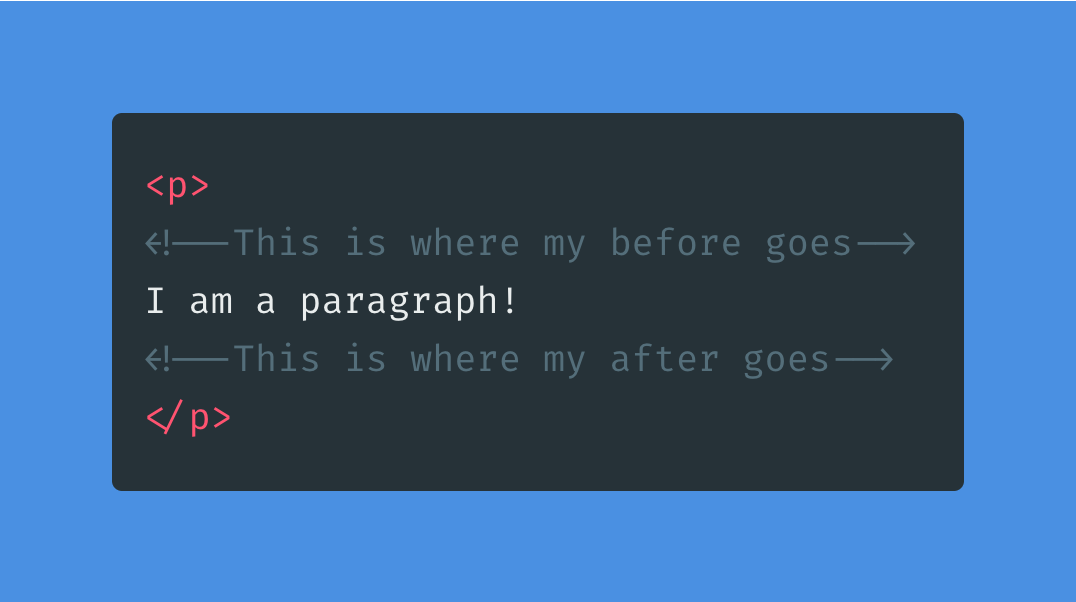 <p>
<!--This is where my before goes-->
I am a paragraph!
<!--This is where my after goes-->
</p>